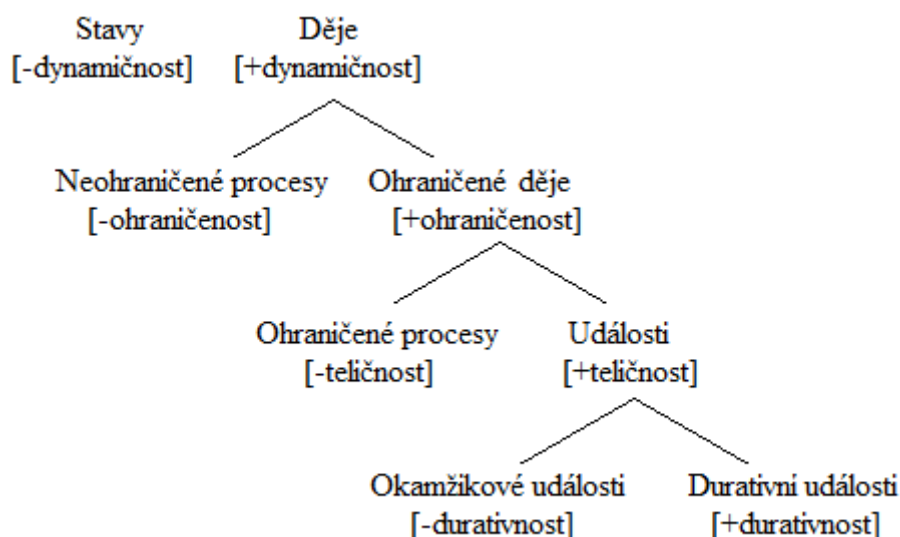 Stavy Děje
[-dynamičnost] [+dynamičnost]
Neohraničené procesy Ohraničené děje
[-ohraničenost] [+ohraničenost]
Ohraničené procesy Události
[-teličnost] [+teličnost]
Okamžikové události Durativní události
[-durativnost] [+durativnost]